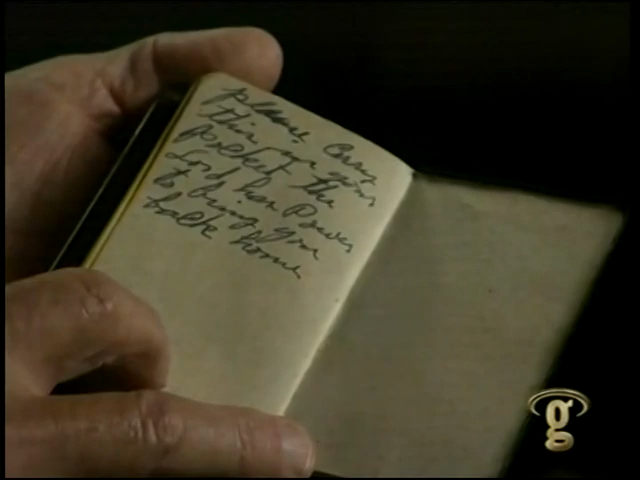 please, Carry
this in your
pocket the
Lord has Power
to bring you
back home
g